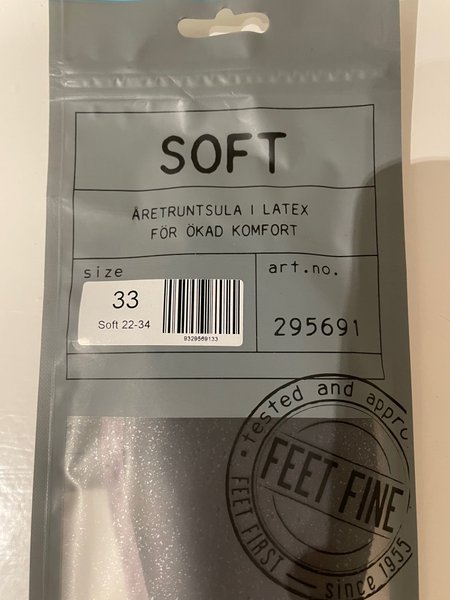 SOFT
ÅRETRUNTSULA I LATEX
FÖR ÖKAD KOMFORT
size
art.no.
33
Soft 22-34
9329569133
295691
tested and appro
FEET FINE
FEET FIRST
since 1955